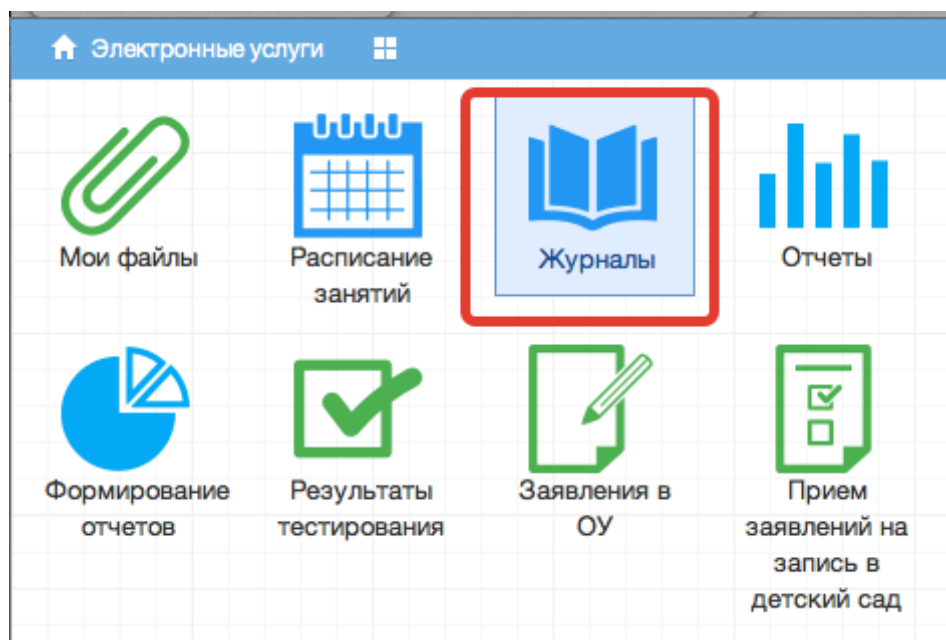 Электронные услуги
Мои файлы
Расписание
занятий
Журналы
Отчеты
Формирование
отчетов
Результаты
тестирования
Заявления в
ОУ
Прием
заявлений на
запись в
детский сад